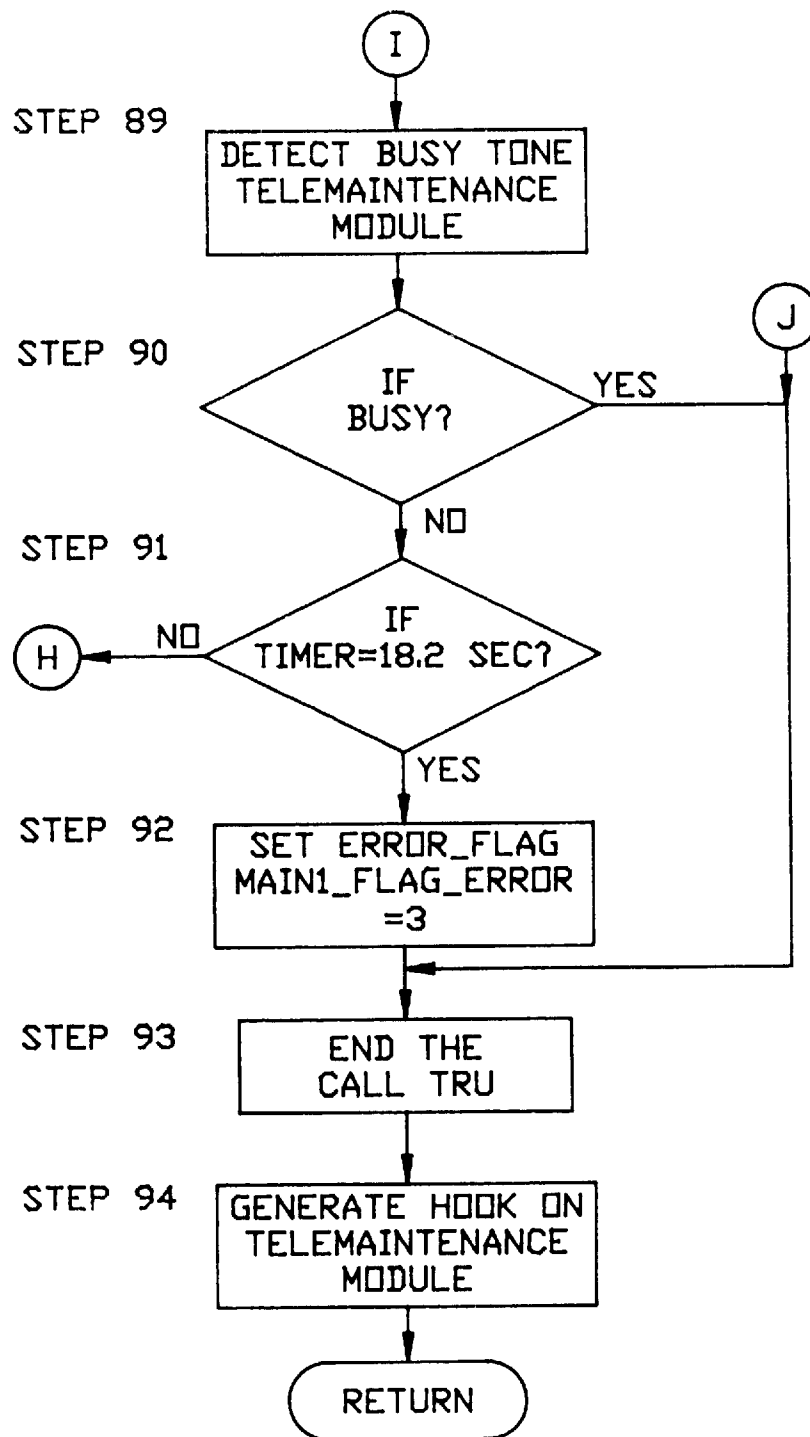 I
STEP 89
DETECT BUSY TONE
TELEMAINTENANCE
MODULE
J
STEP 90
IF
BUSY?
YES
NO
STEP 91
IF
TIMER=18.2 SEC?
NO
H
YES
STEP 92
SET ERROR_FLAG
MAIN1_FLAG_ERROR
=3
STEP 93
END THE
CALL TRU
STEP 94
GENERATE HOOK ON
TELEMAINTENANCE
MODULE
RETURN